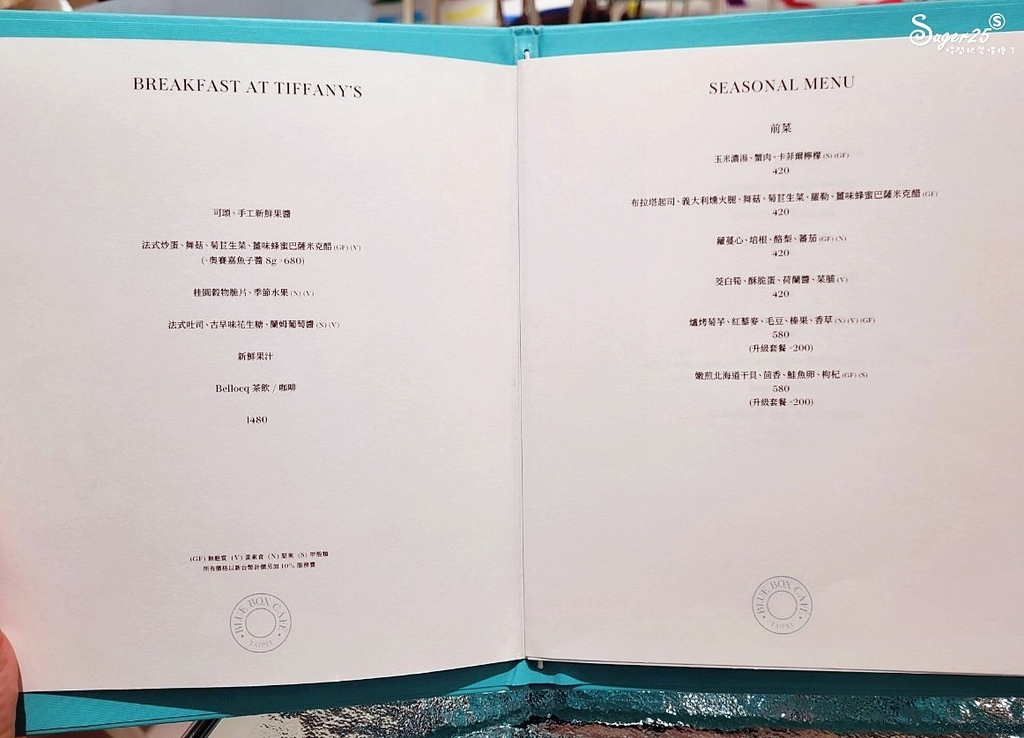 BREAKFAST AT TIFFANY'S
可頌、手工新鮮果醬
法式炒蛋、舞菇、菊苣生菜、薑味蜂蜜巴薩米克醋 (GF) (V)
(+奧賽嘉魚子醬 8g +680)
桂圓穀物脆片、季節水果 (N) (V)
法式吐司、古早味花生糖、蘭姆葡萄醬 (N) (V)
新鮮果汁
Bellocq 茶飲 / 咖啡
1480
(GF) 無麩質 (V) 蛋素食 (N) 堅果 (S) 甲殼類
所有價格以新台幣計價另加 10% 服務費
BLUE BOX CAFE
TAIPEI
SEASONAL MENU
前菜
玉米濃湯、蟹肉、卡菲爾檸檬 (S) (GF)
420
布拉塔起司、義大利燻火腿、舞菇、菊苣生菜、羅勒、薑味蜂蜜巴薩米克醋 (GF)
420
蘿蔓心、培根、酪梨、蕃茄 (GF) (N)
420
茭白筍、酥脆蛋、荷蘭醬、菜脯 (V)
420
爐烤菊芋、紅藜麥、毛豆、榛果、香草 (N) (V) (GF)
580
(升級套餐 +200)
嫩煎北海道干貝、茴香、鮭魚卵、枸杞 (GF) (S)
580
(升級套餐 +200)
BLUE BOX CAFE
TAIPEI
Suger25 S